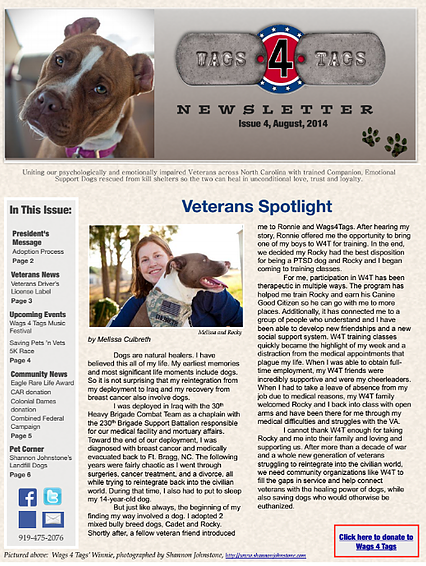 WAGS 4 TAGS
NEWSLETTER
Issue 4, August, 2014
Uniting our psychologically and emotionally impaired Veterans across North Carolina with trained Companion, Emotional
Support Dogs rescued from kill shelters so the two can heal in unconditional love, trust and loyalty.
In This Issue:
President's
Message
Adoption Process
Page 2
Veterans News
Veterans Driver's
License Label
Page 3
Upcoming Events
Wags 4 Tags Music
Festival
Saving Pets 'n Vets
5K Race
Page 4
Community News
Eagle Rare Life Award
CAR donation
Colonial Dames
donation
Combined Federal
Campaign
Page 5
Pet Corner
Shannon Johnstone's
Landfill Dogs
Page 6
919-475-2076
Veterans Spotlight
Melissa and Rocky
by Melissa Culbreth
Dogs are natural healers. I have
believed this all of my life. My earliest memories
and most significant life moments include dogs.
So it is not surprising that my reintegration from
my deployment to Iraq and my recovery from
breast cancer also involve dogs.
I was deployed in Iraq with the 30th
Heavy Brigade Combat Team as a chaplain with
the 230th Brigade Support Battalion responsible
for our medical facility and mortuary affairs.
Toward the end of our deployment, I was
diagnosed with breast cancer and medically
evacuated back to Ft. Bragg, NC. The following
years were fairly chaotic as I went through
surgeries, cancer treatment, and a divorce, all
while trying to reintegrate back into the civilian
world. During that time, I also had to put to sleep
my 14-year-old dog.
But just like always, the beginning of my
finding my way involved a dog. I adopted 2
mixed bully breed dogs, Cadet and Rocky.
Shortly after, a fellow veteran friend introduced
me to Ronnie and Wags4Tags. After hearing my
story, Ronnie offered me the opportunity to bring
one of my boys to W4T for training. In the end,
we decided my Rocky had the best disposition
for being a PTSD dog and Rocky and I began
coming to training classes.
For me, participation in W4T has been
therapeutic in multiple ways. The program has
helped me train Rocky and earn his Canine
Good Citizen so he can go with me to more
places. Additionally, it has connected me to a
group of people who understand and I have
been able to develop new friendships and a new
social support system. W4T training classes
quickly became the highlight of my week and a
distraction from the medical appointments that
plague my life. When I was able to obtain full-
time employment, my W4T friends were
incredibly supportive and were my cheerleaders.
When I had to take a leave of absence from my
job due to medical reasons, my W4T family
welcomed Rocky and I back into class with open
arms and have been there for me through my
medical difficulties and struggles with the VA.
I cannot thank W4T enough for taking
Rocky and me into their family and loving and
supporting us. After more than a decade of war
and a whole new generation of veterans
struggling to reintegrate into the civilian world,
we need community organizations like W4T to
fill the gaps in service and help connect
veterans with the healing power of dogs, while
also saving dogs who would otherwise be
euthanized.
Click here to donate to
Wags 4 Tags
Pictured above: Wags 4 Tags' Winnie, photographed by Shannon Johnstone, http://www.shannonjohnstone.com